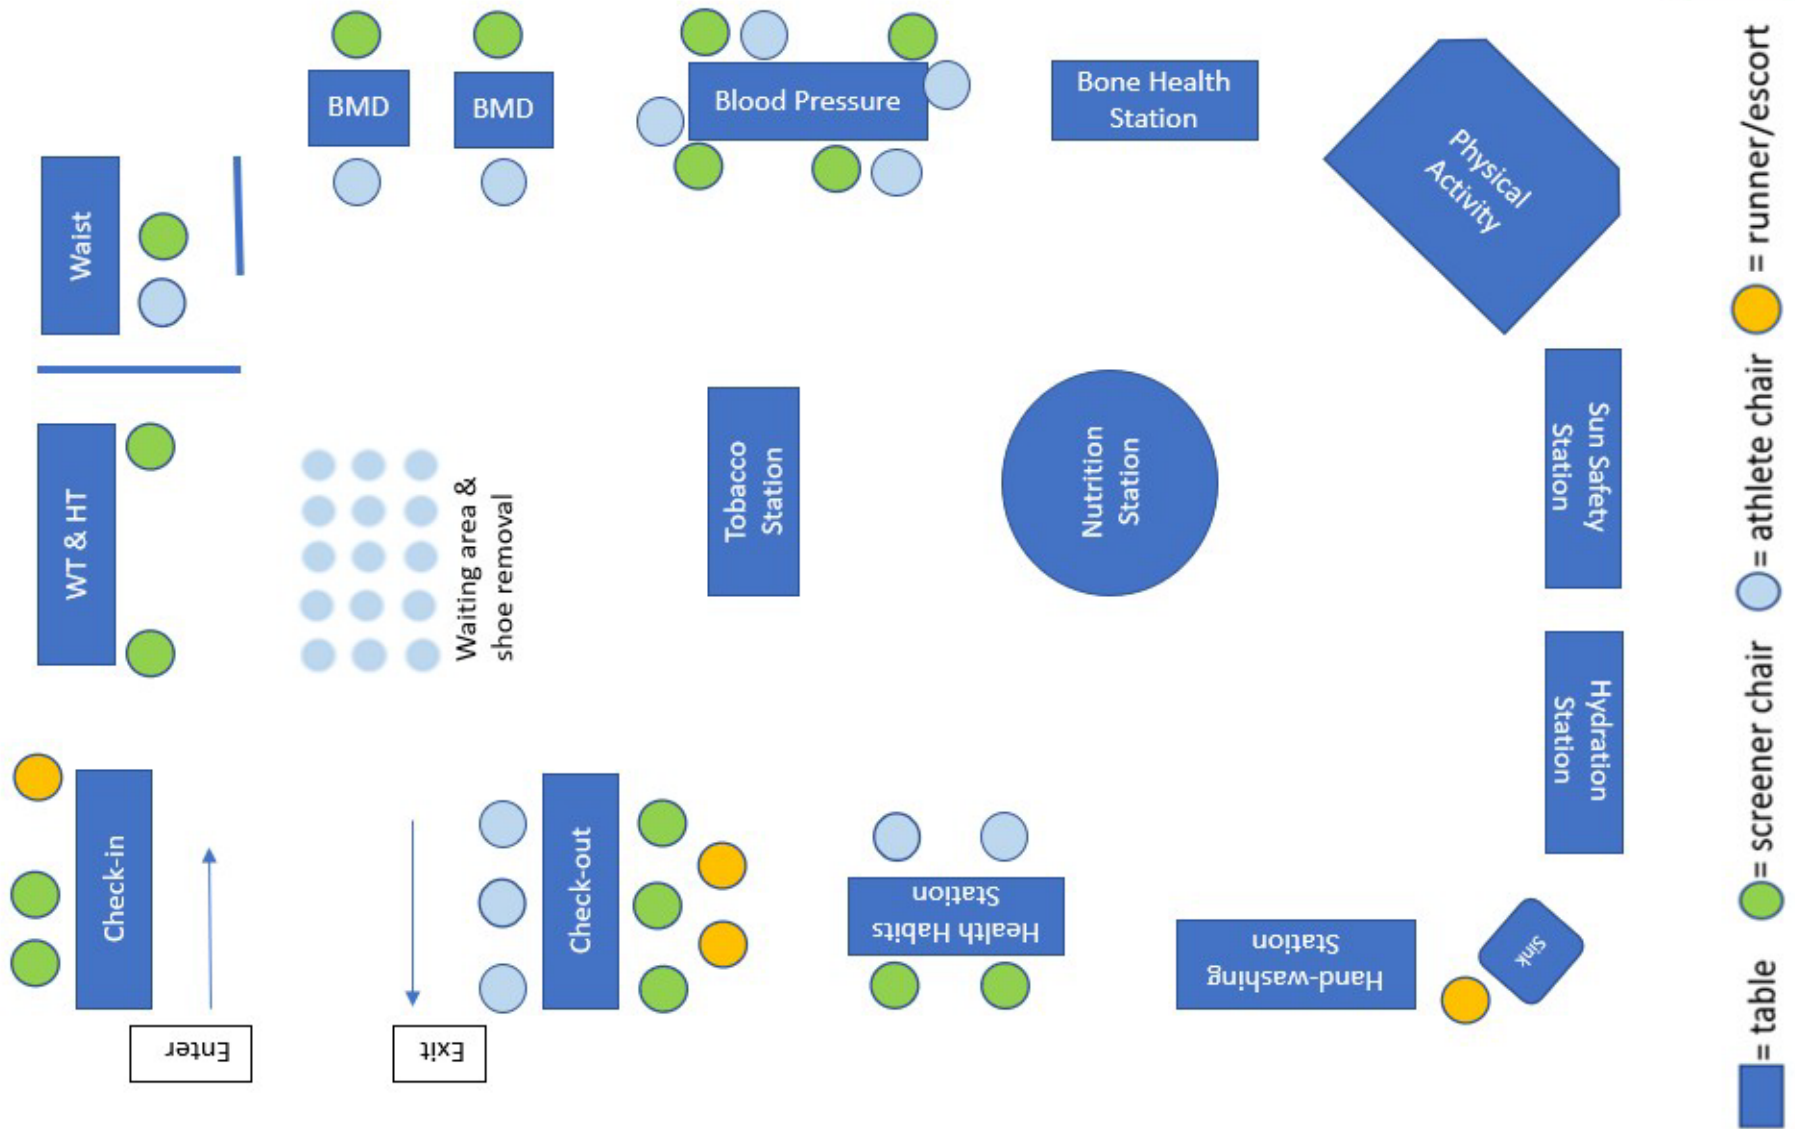 BMD
BMD
Blood Pressure
Bone Health
Station
Physical
Activity
Waist
WT & HT
Waiting area &
shoe removal
Tobacco
Station
Nutrition
Station
Sun Safety
Station
Hydration
Station
Check-in
Check-out
Health Habits
Station
Hand-washing
Station
Sink
Enter
Exit
= table
= screener chair
= athlete chair
= runner/escort